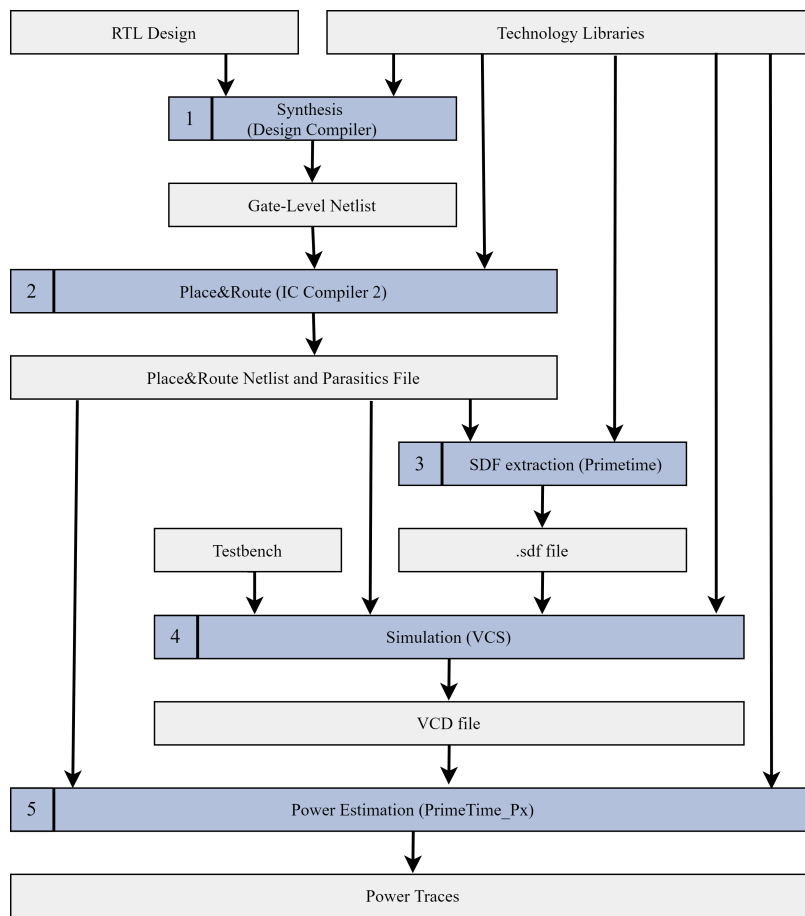 RTL Design
Technology Libraries
1
Synthesis
(Design Compiler)
Gate-Level Netlist
2
Place&Route (IC Compiler 2)
Place&Route Netlist and Parasitics File
3
SDF extraction (Primetime)
Testbench
.sdf file
4
Simulation (VCS)
VCD file
5
Power Estimation (PrimeTime_Px)
Power Traces